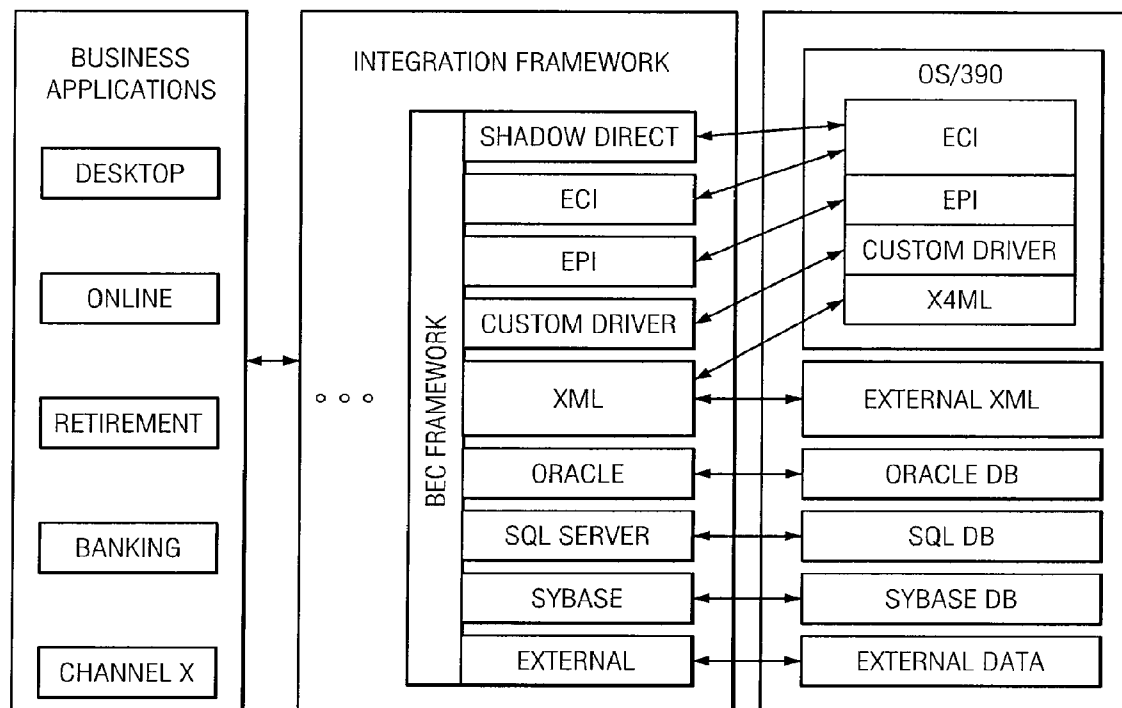 BUSINESS
APPLICATIONS
DESKTOP
ONLINE
RETIREMENT
BANKING
CHANNEL X
INTEGRATION FRAMEWORK
BEC FRAMEWORK
SHADOW DIRECT
ECI
EPI
CUSTOM DRIVER
XML
ORACLE
SQL SERVER
SYBASE
EXTERNAL
OS/390
ECI
EPI
CUSTOM DRIVER
X4ML
EXTERNAL XML
ORACLE DB
SQL DB
SYBASE DB
EXTERNAL DATA